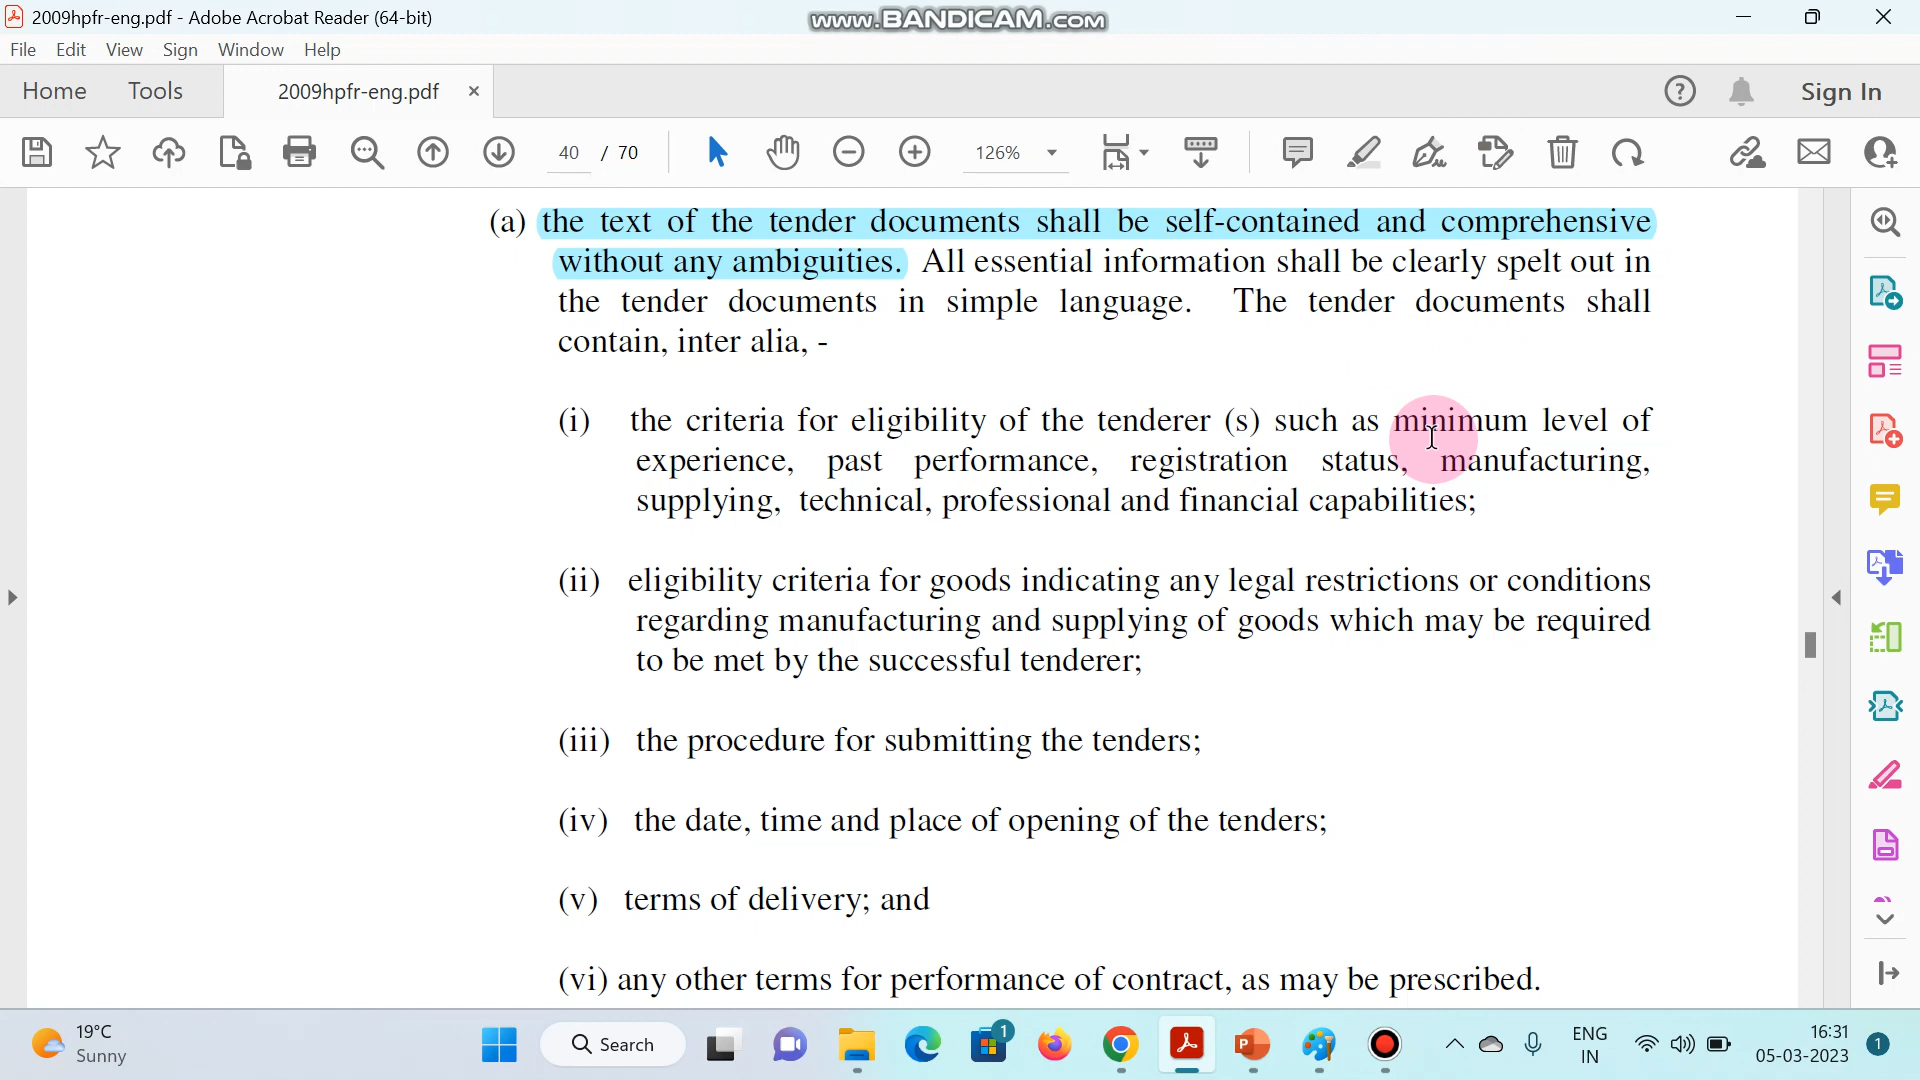 2009hpfr-eng.pdf - Adobe Acrobat Reader (64-bit)
www.BANDICAM.com
File Edit View Sign Window Help
Home Tools 2009hpfr-eng.pdf × Sign In
40 / 70 126%
(a) the text of the tender documents shall be self-contained and comprehensive
without any ambiguities. All essential information shall be clearly spelt out in
the tender documents in simple language. The tender documents shall
contain, inter alia, -
(i) the criteria for eligibility of the tenderer (s) such as minimum level of
experience, past performance, registration status, manufacturing,
supplying, technical, professional and financial capabilities;
(ii) eligibility criteria for goods indicating any legal restrictions or conditions
regarding manufacturing and supplying of goods which may be required
to be met by the successful tenderer;
(iii) the procedure for submitting the tenders;
(iv) the date, time and place of opening of the tenders;
(v) terms of delivery; and
(vi) any other terms for performance of contract, as may be prescribed.
19°C
Sunny
Search
1
ENG
IN
16:31
05-03-2023
1